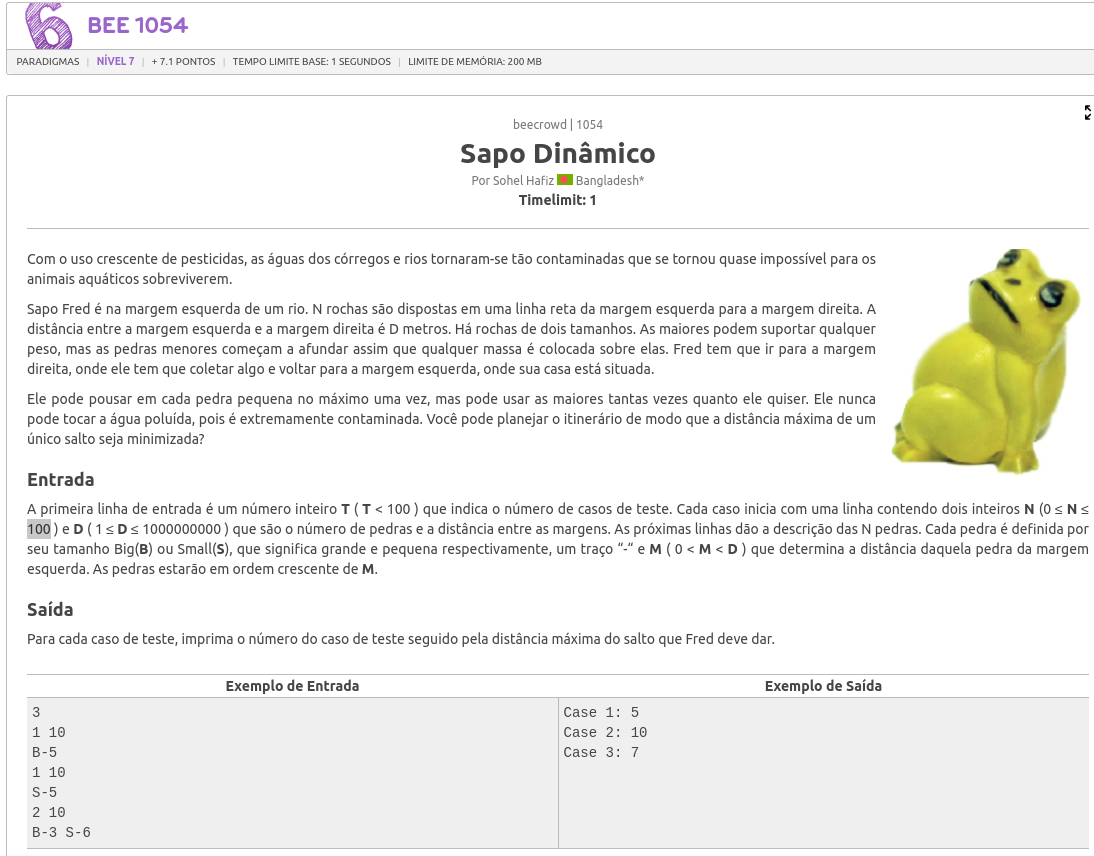 6 BEE 1054
PARADIGMAS | NÍVEL 7 | + 7.1 PONTOS | TEMPO LIMITE BASE: 1 SEGUNDOS | LIMITE DE MEMÓRIA: 200 MB
beecrowd | 1054
Sapo Dinâmico
Por Sohel Hafiz Bangladesh*
Timelimit: 1
Com o uso crescente de pesticidas, as águas dos córregos e rios tornaram-se tão contaminadas que se tornou quase impossível para os
animais aquáticos sobreviverem.
Sapo Fred é na margem esquerda de um rio. N rochas são dispostas em uma linha reta da margem esquerda para a margem direita. A
distância entre a margem esquerda e a margem direita é D metros. Há rochas de dois tamanhos. As maiores podem suportar qualquer
peso, mas as pedras menores começam a afundar assim que qualquer massa é colocada sobre elas. Fred tem que ir para a margem
direita, onde ele tem que coletar algo e voltar para a margem esquerda, onde sua casa está situada.
Ele pode pousar em cada pedra pequena no máximo uma vez, mas pode usar as maiores tantas vezes quanto ele quiser. Ele nunca
pode tocar a água poluída, pois é extremamente contaminada. Você pode planejar o itinerário de modo que a distância máxima de um
único salto seja minimizada?
Entrada
A primeira linha de entrada é um número inteiro T ( T < 100 ) que indica o número de casos de teste. Cada caso inicia com uma linha contendo dois inteiros N (0 ≤ N ≤
100 ) e D ( 1 ≤ D ≤ 1000000000 ) que são o número de pedras e a distância entre as margens. As próximas linhas dão a descrição das N pedras. Cada pedra é definida por
seu tamanho Big(B) ou Small(S), que significa grande e pequena respectivamente, um traço “-“ e M ( 0 < M < D ) que determina a distância daquela pedra da margem
esquerda. As pedras estarão em ordem crescente de M.
Saída
Para cada caso de teste, imprima o número do caso de teste seguido pela distância máxima do salto que Fred deve dar.
Exemplo de Entrada
3
1 10
B-5
1 10
S-5
2 10
B-3 S-6
Exemplo de Saída
Case 1: 5
Case 2: 10
Case 3: 7